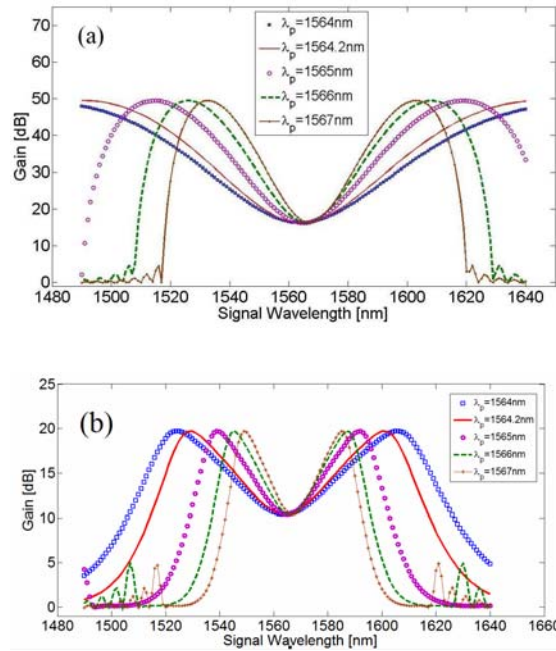 (a)
λp=1564nm
λp=1564.2nm
λp=1565nm
λp=1566nm
λp=1567nm
Gain [dB]
70
60
50
40
30
20
10
0
1480 1500 1520 1540 1560 1580 1600 1620 1640
Signal Wavelength [nm]
(b)
λp=1564nm
λp=1564.2nm
λp=1565nm
λp=1566nm
λp=1567nm
Gain [dB]
25
20
15
10
5
0
1480 1500 1520 1540 1560 1580 1600 1620 1640 1660
Signal Wavelength [nm]